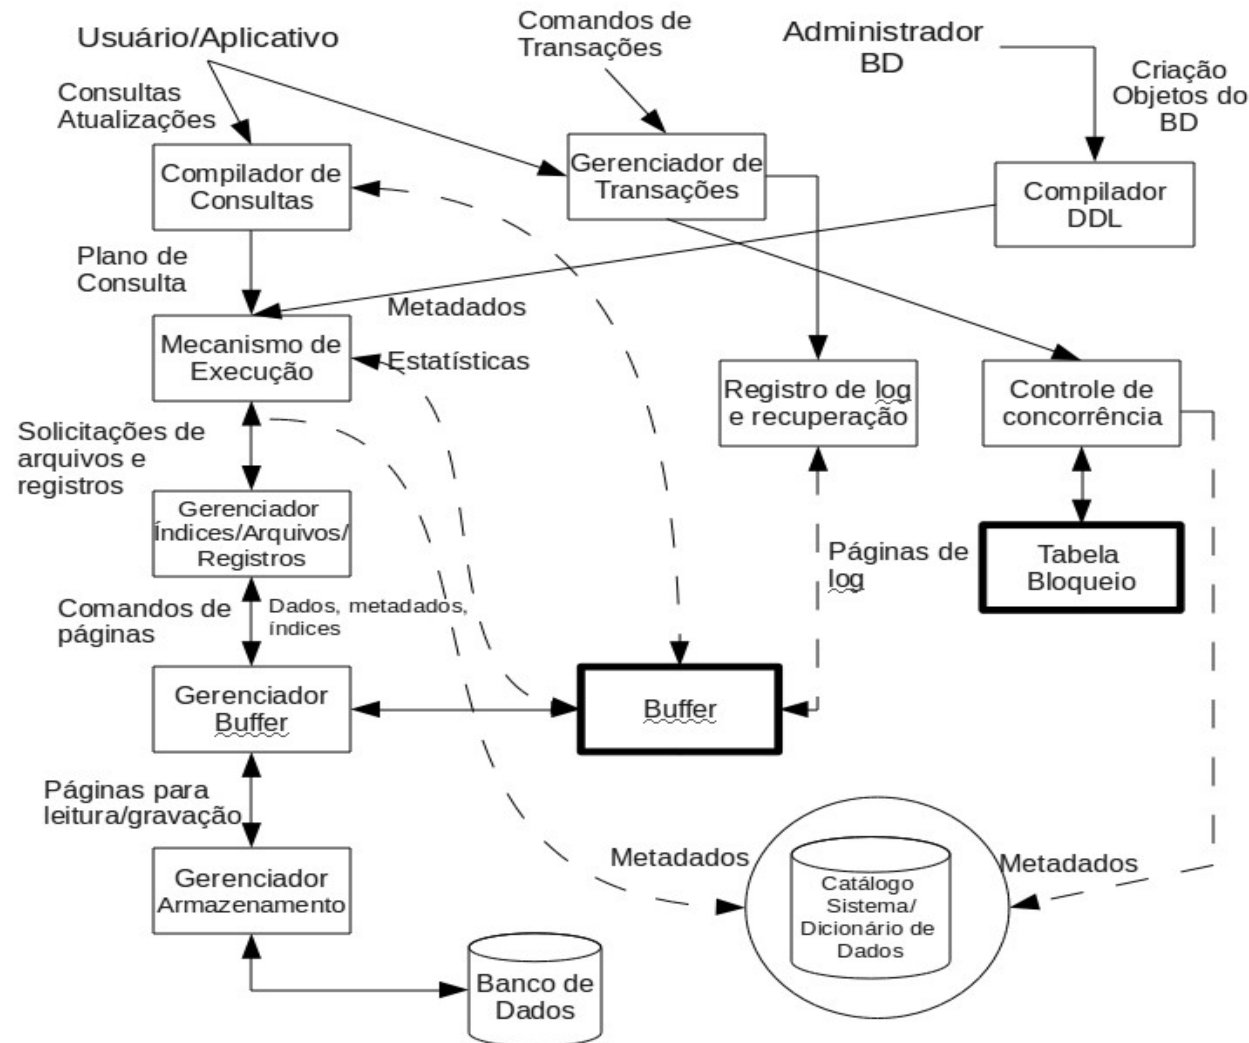 Usuário/Aplicativo
Comandos de
Transações
Administrador
BD
Criação
Objetos do
BD
Consultas
Atualizações
Compilador de
Consultas
Gerenciador de
Transações
Compilador
DDL
Plano de
Consulta
Metadados
Mecanismo de
Execução
Estatísticas
Registro de log
e recuperação
Controle de
concorrência
Solicitações de
arquivos e
registros
Gerenciador
Índices/Arquivos/
Registros
Páginas de
log
Tabela
Bloqueio
Comandos de
páginas
Dados, metadados,
índices
Gerenciador
Buffer
Buffer
Páginas para
leitura/gravação
Gerenciador
Armazenamento
Metadados
Catálogo
Sistema/
Dicionário de
Dados
Metadados
Banco de
Dados